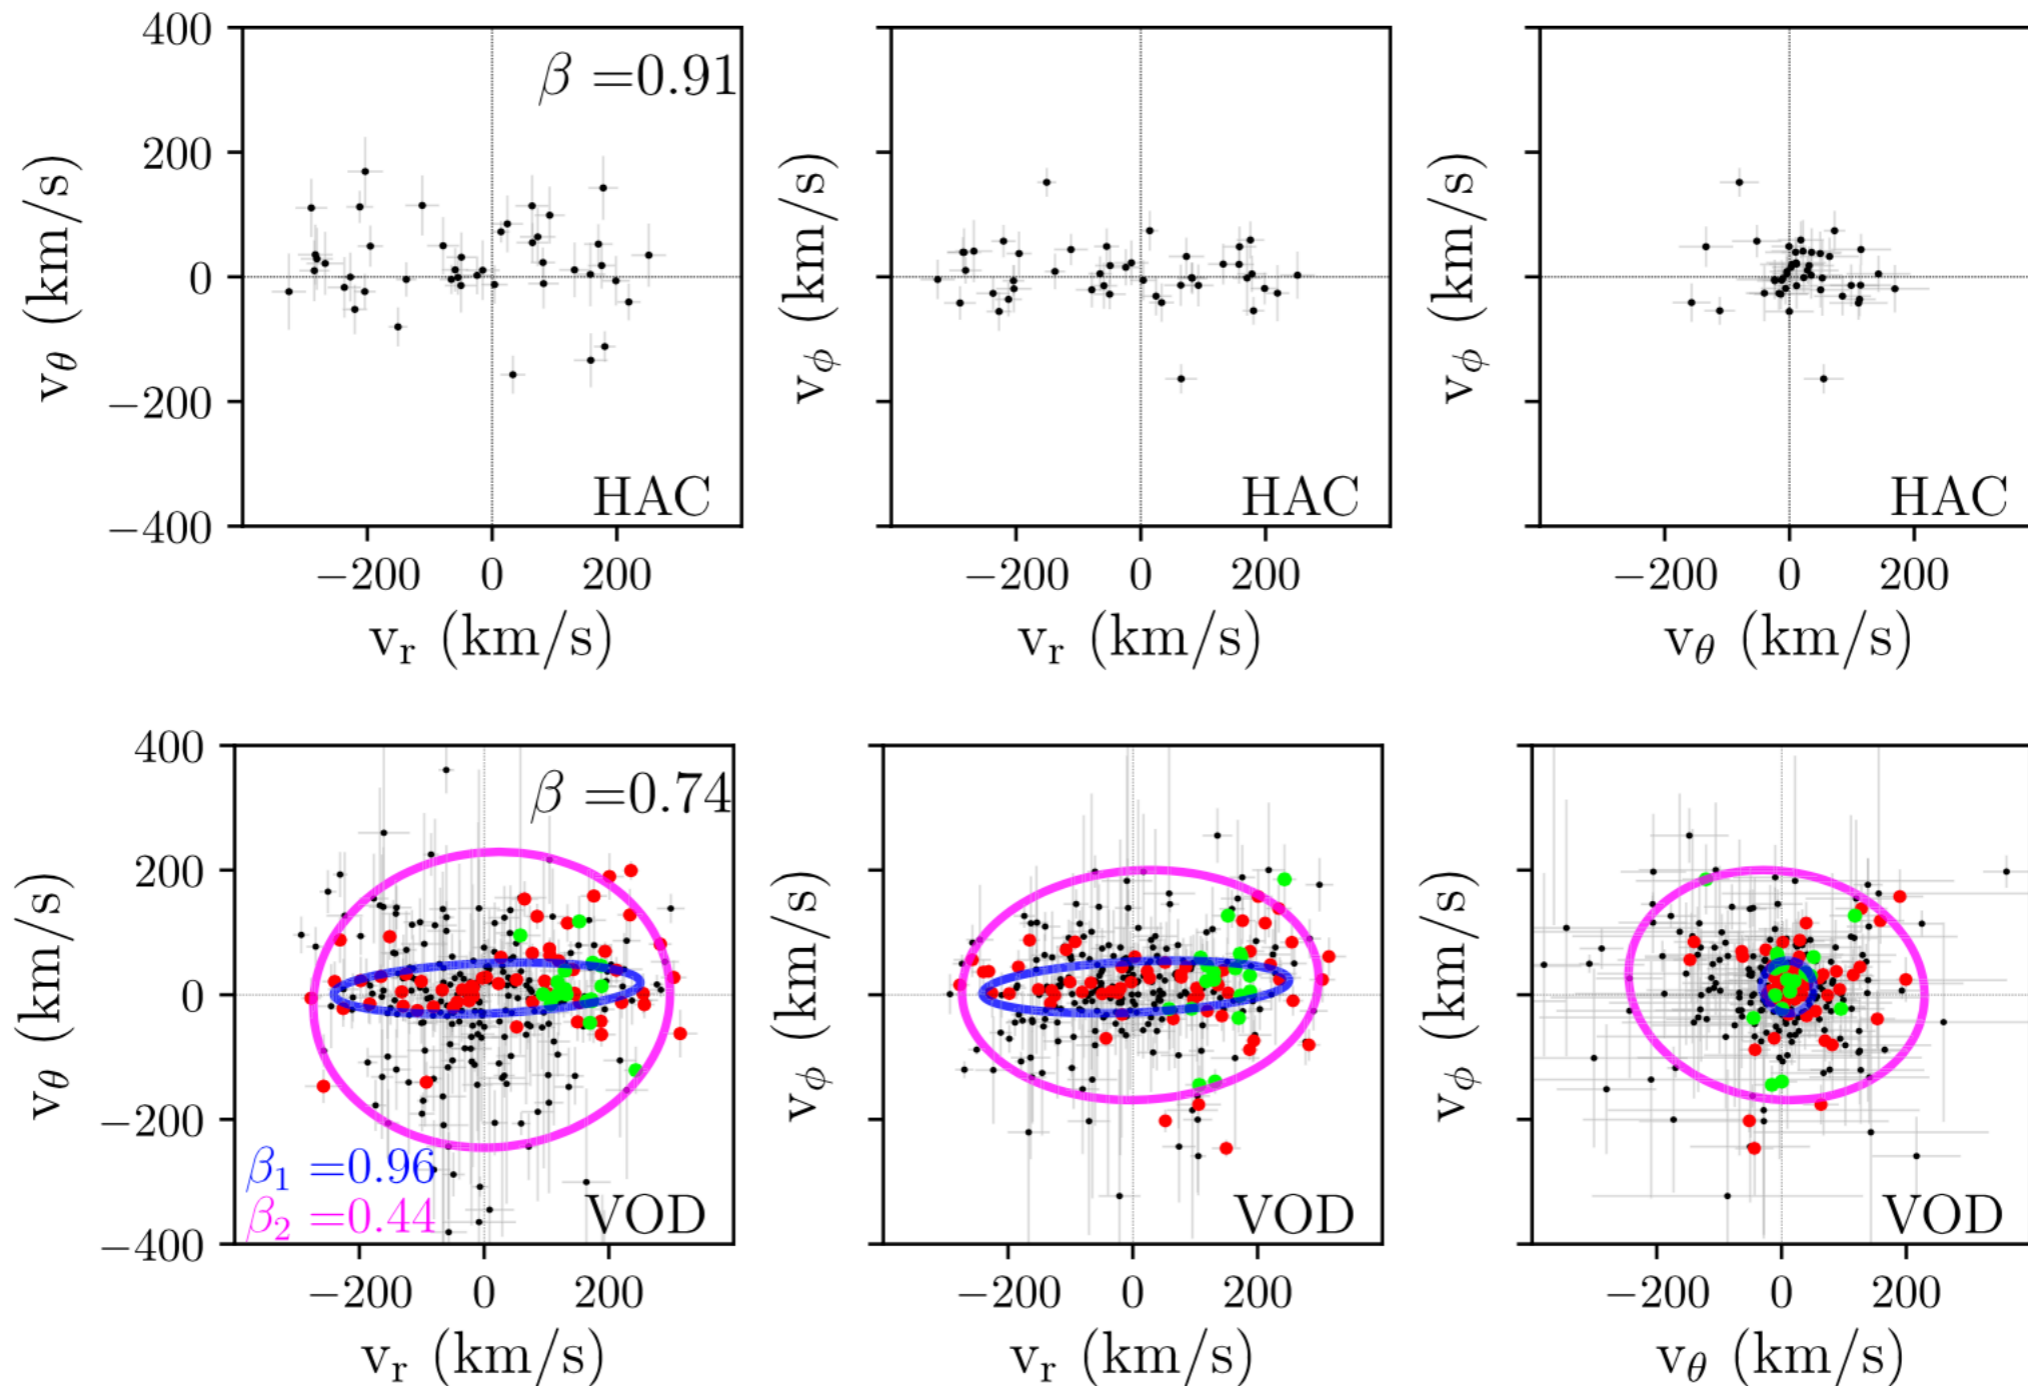 400
200
0
−200
−400
v_θ (km/s)
β =0.91
HAC
−200 0 200
v_r (km/s)
v_ϕ (km/s)
HAC
−200 0 200
v_r (km/s)
v_ϕ (km/s)
HAC
−200 0 200
v_θ (km/s)
400
200
0
−200
−400
v_θ (km/s)
β =0.74
β₁ =0.96
β₂ =0.44
VOD
−200 0 200
v_r (km/s)
v_ϕ (km/s)
VOD
−200 0 200
v_r (km/s)
v_ϕ (km/s)
VOD
−200 0 200
v_θ (km/s)